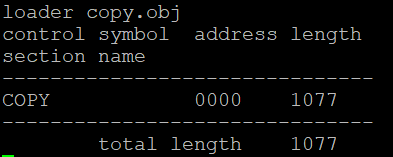 loader copy.obj
control symbol  address length
section name
-------------------------------
COPY            0000    1077
-------------------------------
        total length    1077